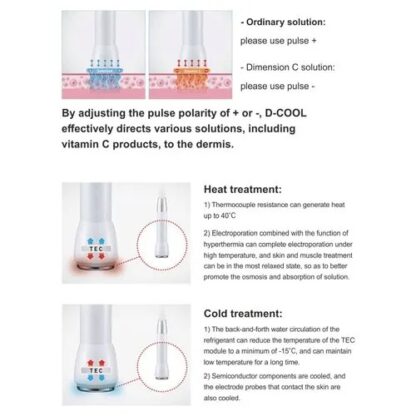 - Ordinary solution:
please use pulse +
- Dimension C solution:
please use pulse -
By adjusting the pulse polarity of + or -, D-COOL
effectively directs various solutions, including
vitamin C products, to the dermis.
Heat treatment:
1) Thermocouple resistance can generate heat
up to 40℃
2) Electroporation combined with the function of
hyperthermia can complete electroporation under
high temperature, and skin and muscle treatment
can be in the most relaxed state, so as to better
promote the osmosis and absorption of solution.
TEC
Cold treatment:
1) The back-and-forth water circulation of the
refrigerant can reduce the temperature of the TEC
module to a minimum of -15℃, and can maintain
low temperature for a long time.
2) Semiconductor components are cooled, and
the electrode probes that contact the skin are
also cooled.
TEC